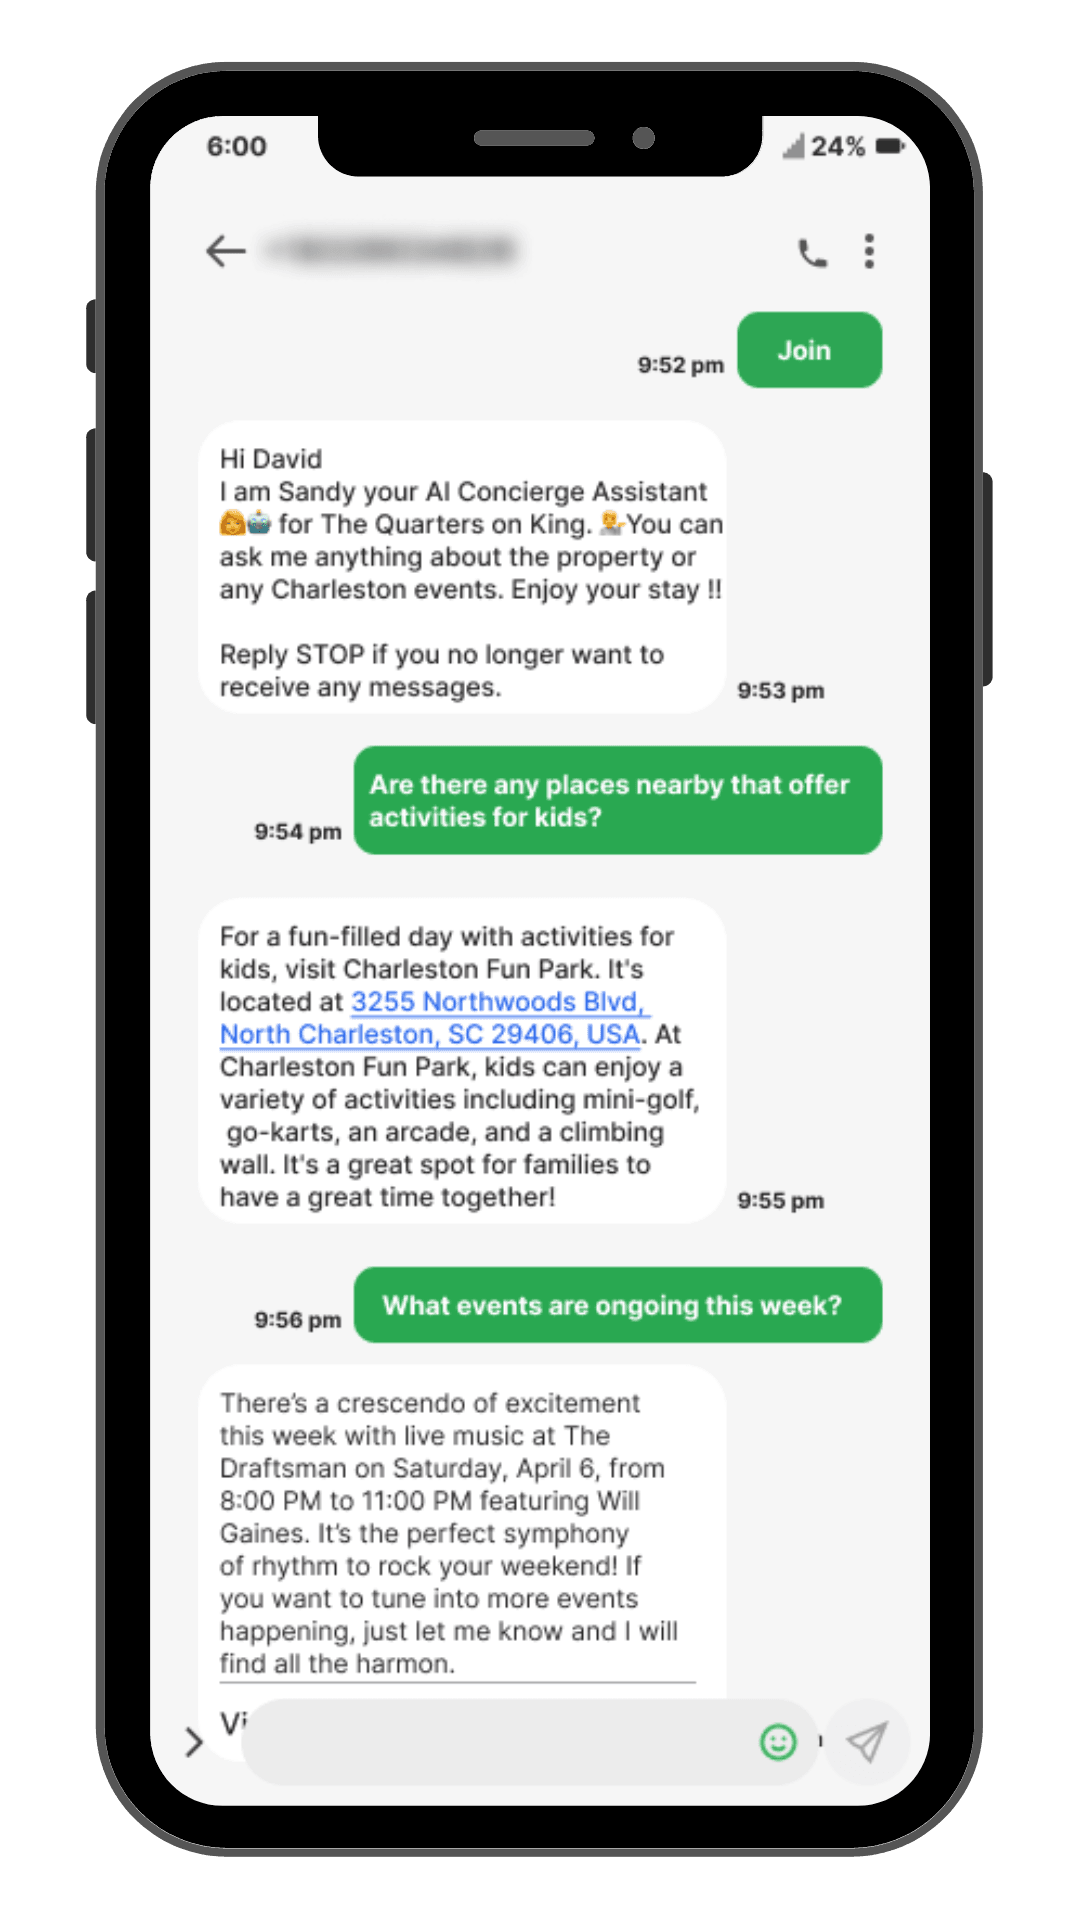 6:00
24%
Join
9:52 pm
Hi David
I am Sandy your AI Concierge Assistant
👩🤖 for The Quarters on King. 💁You can
ask me anything about the property or
any Charleston events. Enjoy your stay !!
Reply STOP if you no longer want to
receive any messages.
9:53 pm
Are there any places nearby that offer
activities for kids?
9:54 pm
For a fun-filled day with activities for
kids, visit Charleston Fun Park. It's
located at 3255 Northwoods Blvd,
North Charleston, SC 29406, USA. At
Charleston Fun Park, kids can enjoy a
variety of activities including mini-golf,
go-karts, an arcade, and a climbing
wall. It's a great spot for families to
have a great time together!
9:55 pm
What events are ongoing this week?
9:56 pm
There's a crescendo of excitement
this week with live music at The
Draftsman on Saturday, April 6, from
8:00 PM to 11:00 PM featuring Will
Gaines. It's the perfect symphony
of rhythm to rock your weekend! If
you want to tune into more events
happening, just let me know and I will
find all the harmon.